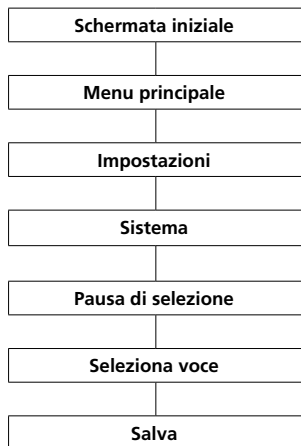 Schermata iniziale
Menu principale
Impostazioni
Sistema
Pausa di selezione
Seleziona voce
Salva